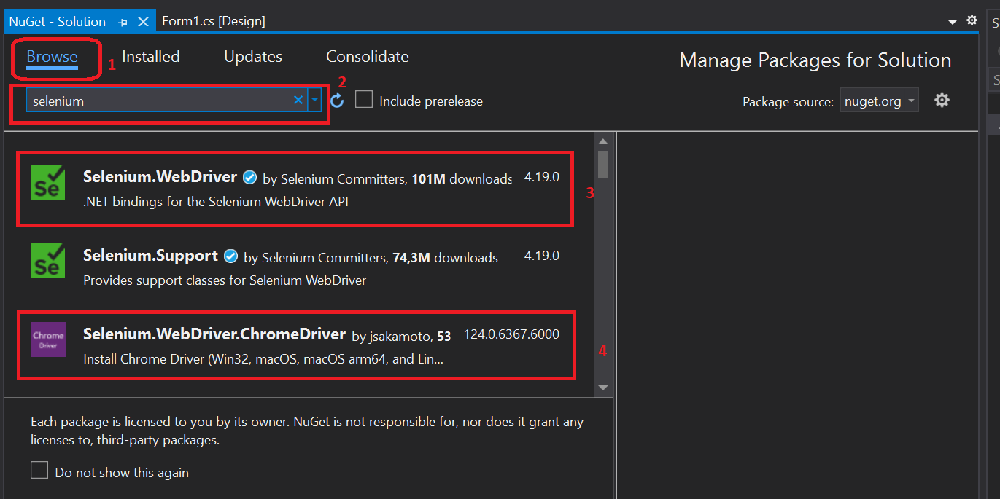 NuGet - Solution
Form1.cs [Design]
Browse
1
Installed
Updates
Consolidate
Manage Packages for Solution
2
selenium
Include prerelease
Package source:
nuget.org
Se
Selenium.WebDriver by Selenium Committers, 101M downloads 4.19.0
.NET bindings for the Selenium WebDriver API
3
Se
Selenium.Support by Selenium Committers, 74,3M downloads 4.19.0
Provides support classes for Selenium WebDriver
Chrome
Driver
Selenium.WebDriver.ChromeDriver by jsakamoto, 53 124.0.6367.6000
Install Chrome Driver (Win32, macOS, macOS arm64, and Lin...
4
Each package is licensed to you by its owner. NuGet is not responsible for, nor does it grant any
licenses to, third-party packages.
Do not show this again